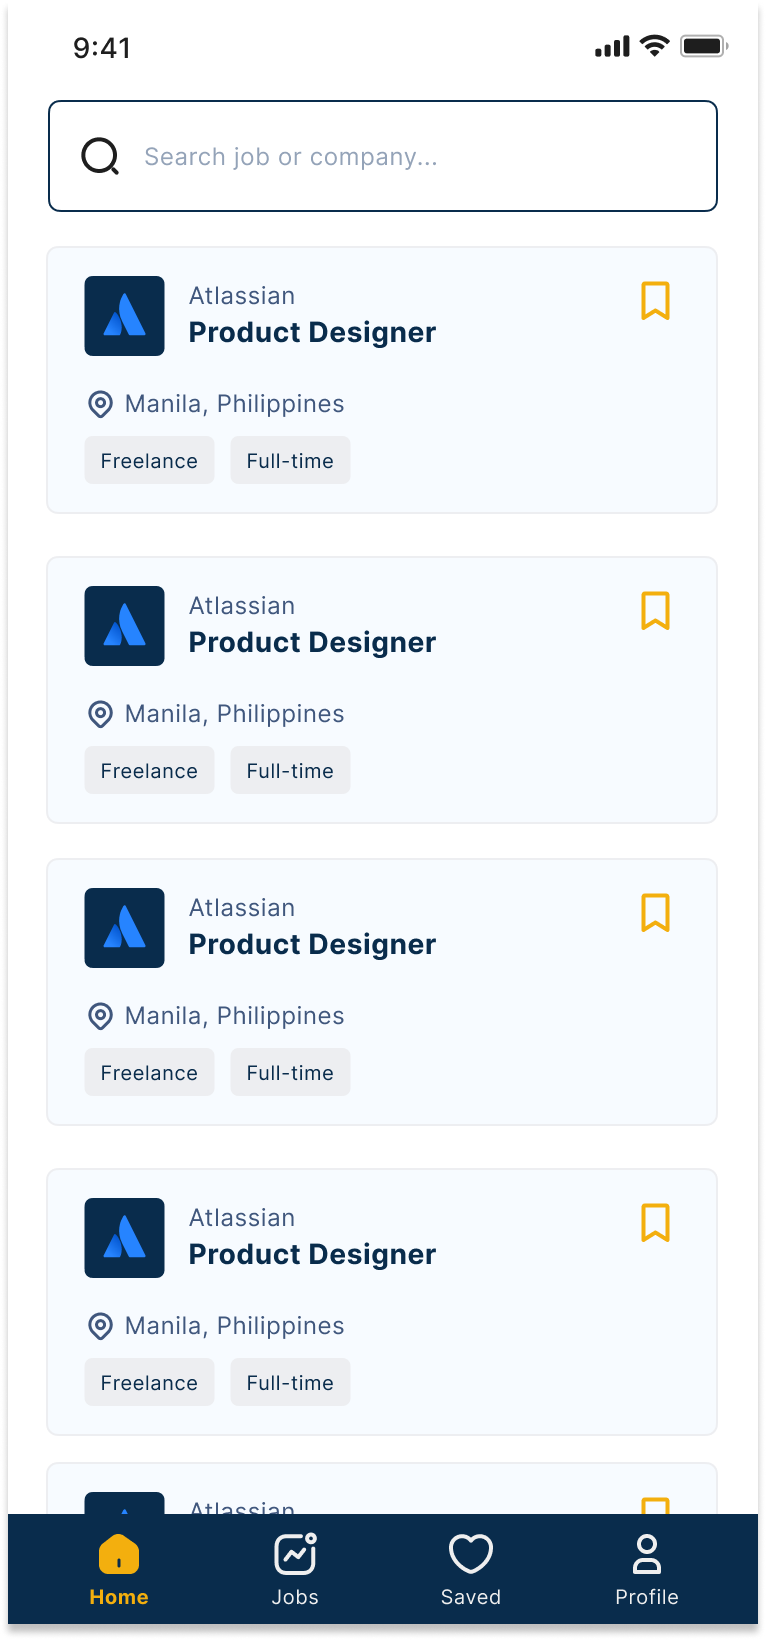 9:41
Search job or company...
Atlassian
Product Designer
Manila, Philippines
Freelance Full-time
Atlassian
Product Designer
Manila, Philippines
Freelance Full-time
Atlassian
Product Designer
Manila, Philippines
Freelance Full-time
Atlassian
Product Designer
Manila, Philippines
Freelance Full-time
Atlassian
Home Jobs Saved Profile